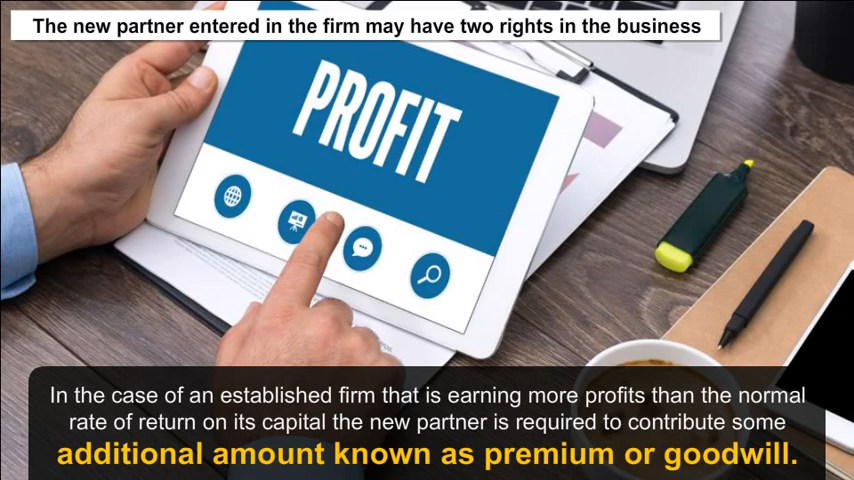 The new partner entered in the firm may have two rights in the business
PROFIT
In the case of an established firm that is earning more profits than the normal
rate of return on its capital the new partner is required to contribute some
additional amount known as premium or goodwill.